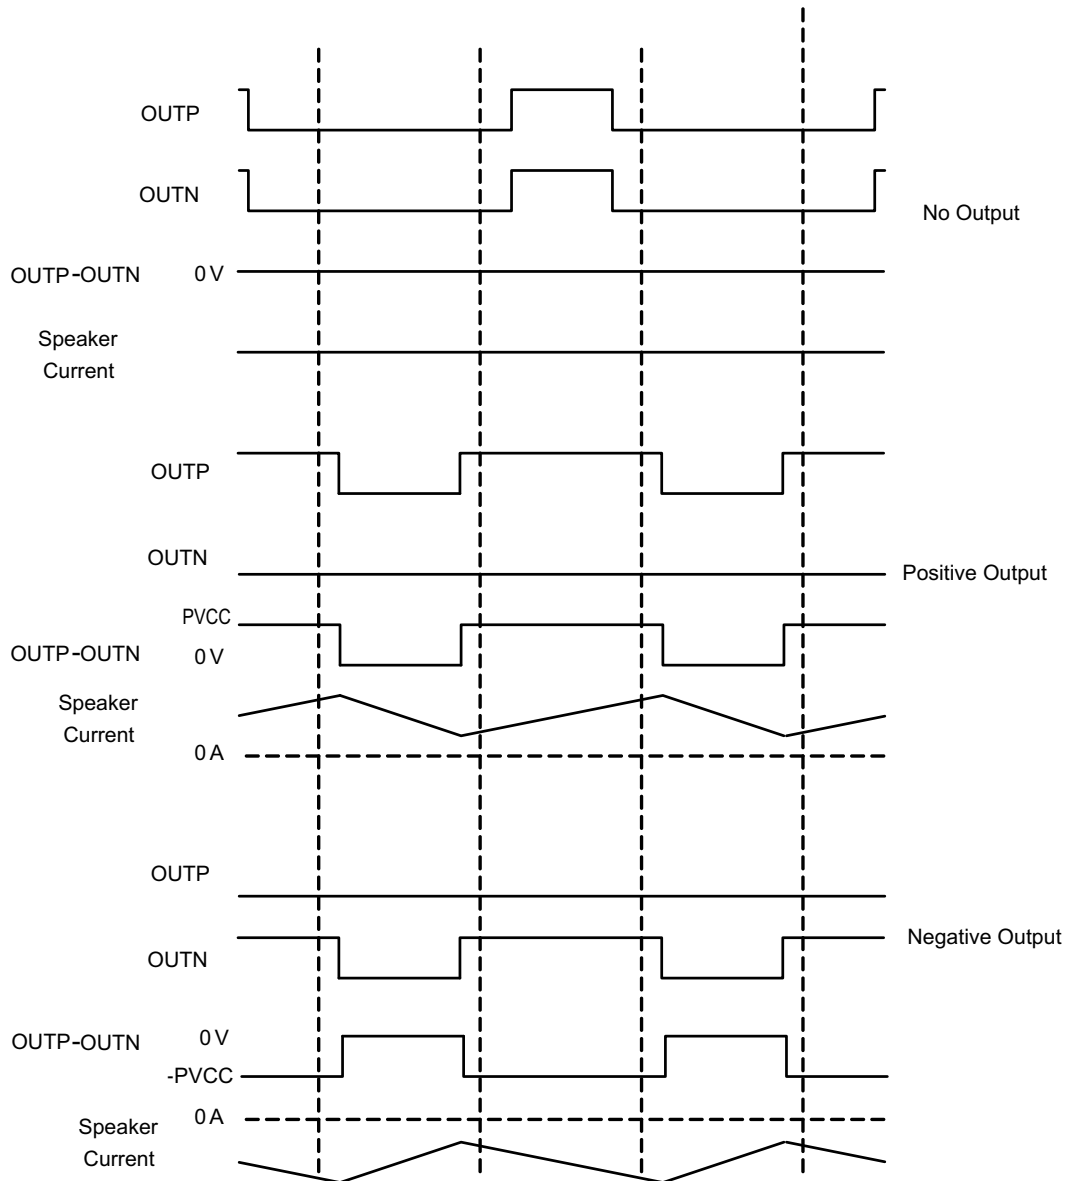 OUTP
OUTN
No Output
OUTP-OUTN 0 V
Speaker
Current
OUTP
OUTN
Positive Output
PVCC
OUTP-OUTN 0 V
Speaker
Current
0 A
OUTP
Negative Output
OUTN
OUTP-OUTN 0 V
-PVCC
0 A
Speaker
Current